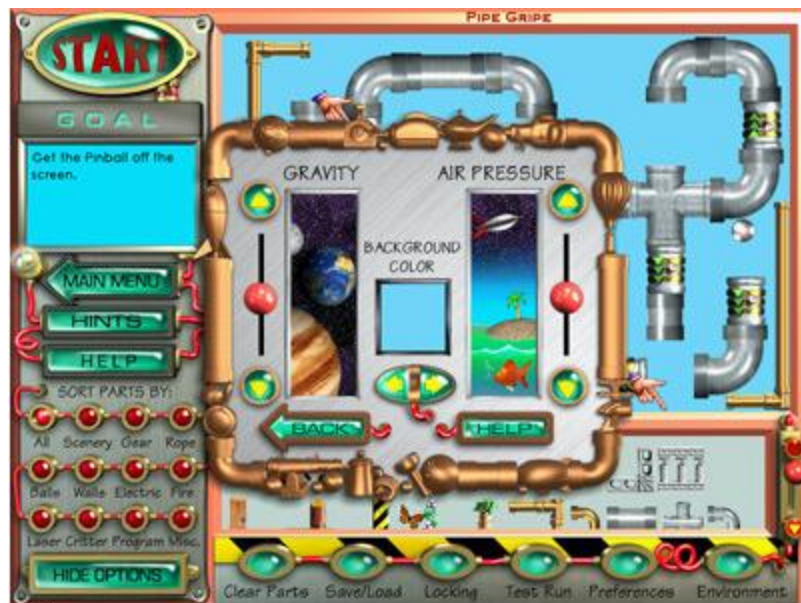 PIPE GRIPE
START
GOAL
Get the Pinball off the
screen.
MAIN MENU
HINTS
HELP
SORT PARTS BY:
All Scenery Gear Rope
Balls Walls Electric Fire
Laser Critter Program Misc.
HIDE OPTIONS
GRAVITY
AIR PRESSURE
BACKGROUND
COLOR
BACK
HELP
Clear Parts Save/Load Locking Test Run Preferences Environment